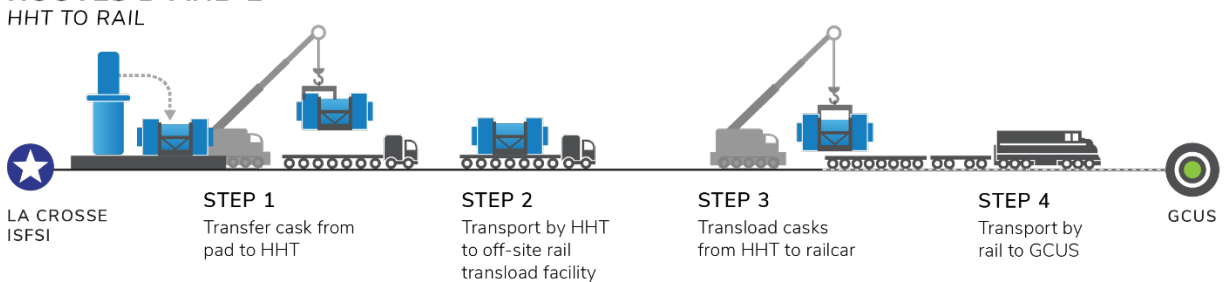 HHT TO RAIL
LA CROSSE
ISFSI
STEP 1
Transfer cask from
pad to HHT
STEP 2
Transport by HHT
to off-site rail
transload facility
STEP 3
Transload casks
from HHT to railcar
STEP 4
Transport by
rail to GCUS
GCUS